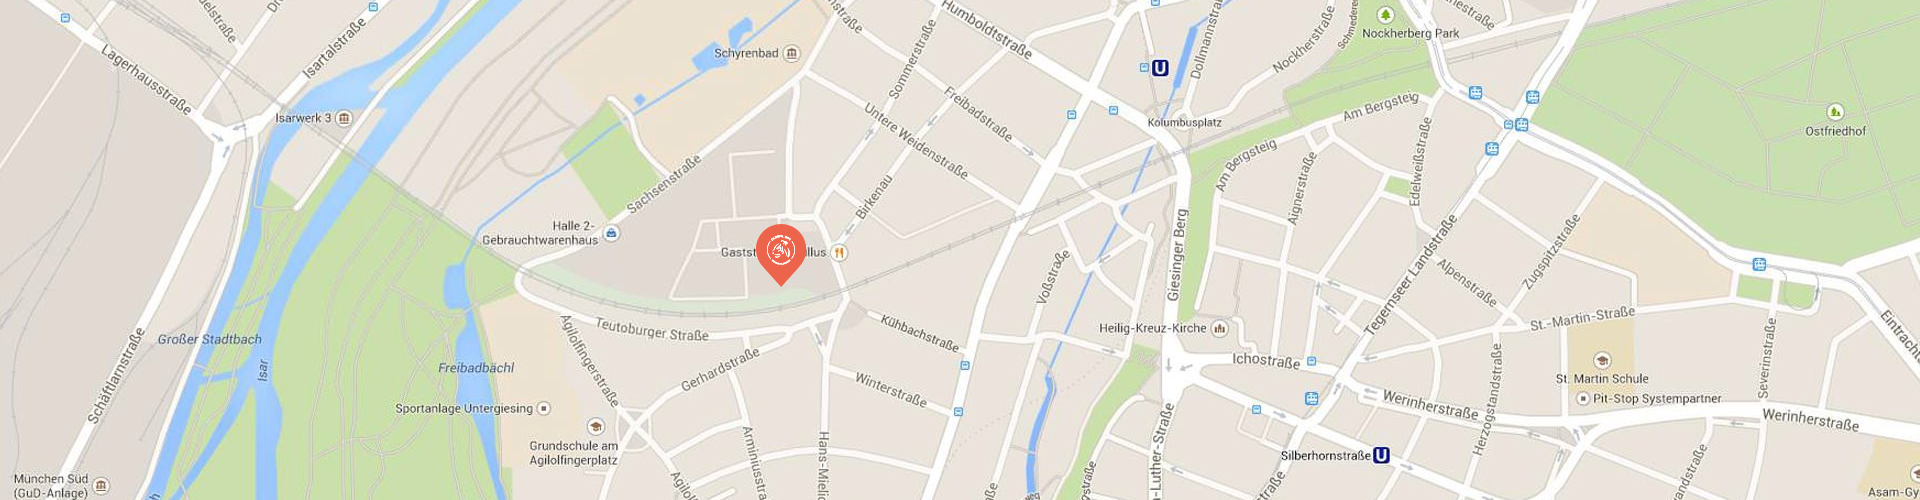 Lagerhausstraße
Isartalstraße
Isarwerk 3
Schyrenbad
Sommerstraße
Humboldtstraße
Freibadstraße
Untere Weidenstraße
Birkenau
Sachsenstraße
Halle 2-
Gebrauchtwarenhaus
U
Dollmannstraße
Nockherstraße
Nockherberg Park
Kolumbusplatz
Am Bergsteig
Am Bergsteig
Aignerstraße
Edelweißstraße
Ostfriedhof
Giesinger Berg
Voßstraße
Tegernseer Landstraße
Alpenstraße
Zugspitzstraße
St.-Martin-Straße
Heilig-Kreuz-Kirche
Ichostraße
Teutoburger Straße
Kühbachstraße
Gerhardstraße
Winterstraße
Agilolfingerstraße
Großer Stadtbach
Isar
Freibadbächl
Schäftlarnstraße
Sportanlage Untergiesing
Grundschule am
Agilolfingerplatz
München Süd
(GuD-Anlage)
St. Martin Schule
Pit-Stop Systempartner
Werinherstraße
Werinherstraße
Herzogstandstraße
Severinstraße
Silberhornstraße
U